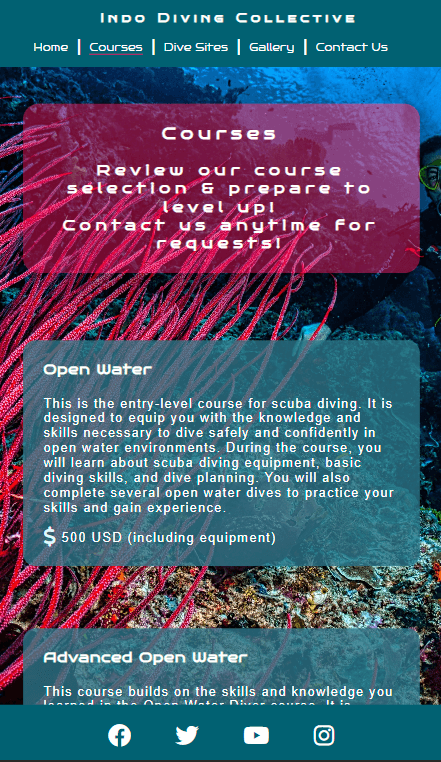 Indo Diving Collective
Home | Courses | Dive Sites | Gallery | Contact Us
Courses
Review our course
selection & prepare to
level up!
Contact us anytime for
requests!
Open Water
This is the entry-level course for scuba diving. It is
designed to equip you with the knowledge and
skills necessary to dive safely and confidently in
open water environments. During the course, you
will learn about scuba diving equipment, basic
diving skills, and dive planning. You will also
complete several open water dives to practice your
skills and gain experience.
$ 500 USD (including equipment)
Advanced Open Water
This course builds on the skills and knowledge you
learned in the Open Water Diver course. It is